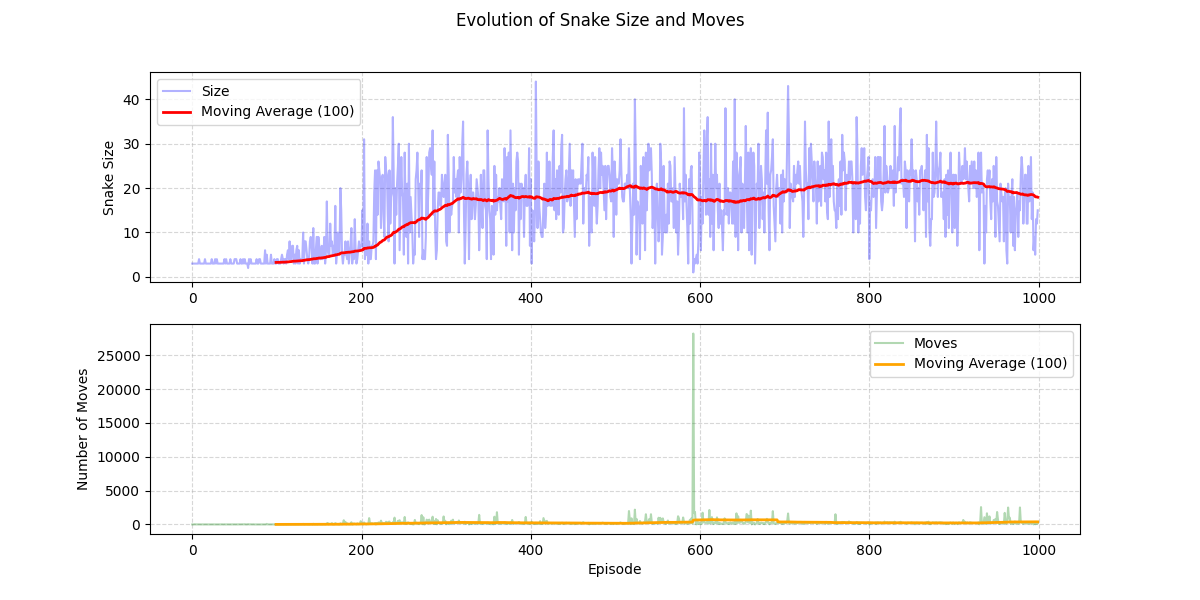 Evolution of Snake Size and Moves
Size
Moving Average (100)
Snake Size
40
30
20
10
0
0 200 400 600 800 1000
Moves
Moving Average (100)
Number of Moves
25000
20000
15000
10000
5000
0
0 200 400 600 800 1000
Episode